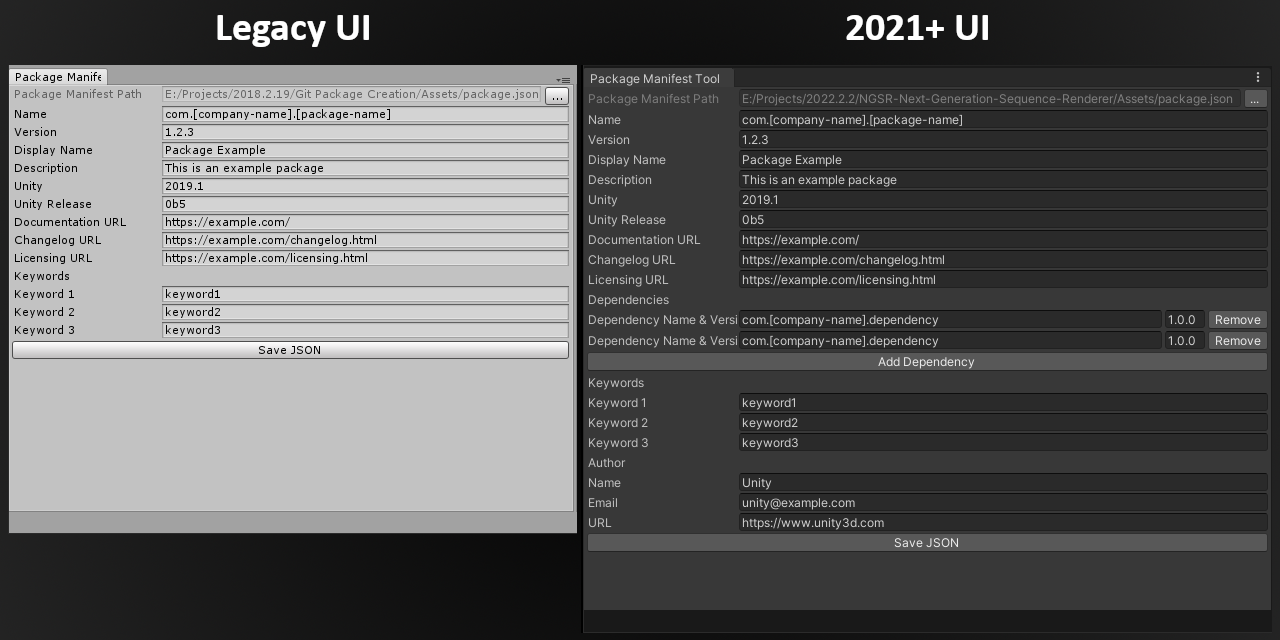 Legacy UI
Package Manife
Package Manifest Path E:/Projects/2018.2.19/Git Package Creation/Assets/package.json ...
Name com.[company-name].[package-name]
Version 1.2.3
Display Name Package Example
Description This is an example package
Unity 2019.1
Unity Release 0b5
Documentation URL https://example.com/
Changelog URL https://example.com/changelog.html
Licensing URL https://example.com/licensing.html
Keywords
Keyword 1 keyword1
Keyword 2 keyword2
Keyword 3 keyword3
Save JSON
2021+ UI
Package Manifest Tool
Package Manifest Path E:/Projects/2022.2.2/NGSR-Next-Generation-Sequence-Renderer/Assets/package.json ...
Name com.[company-name].[package-name]
Version 1.2.3
Display Name Package Example
Description This is an example package
Unity 2019.1
Unity Release 0b5
Documentation URL https://example.com/
Changelog URL https://example.com/changelog.html
Licensing URL https://example.com/licensing.html
Dependencies
Dependency Name & Versi com.[company-name].dependency 1.0.0 Remove
Dependency Name & Versi com.[company-name].dependency 1.0.0 Remove
Add Dependency
Keywords
Keyword 1 keyword1
Keyword 2 keyword2
Keyword 3 keyword3
Author
Name Unity
Email unity@example.com
URL https://www.unity3d.com
Save JSON